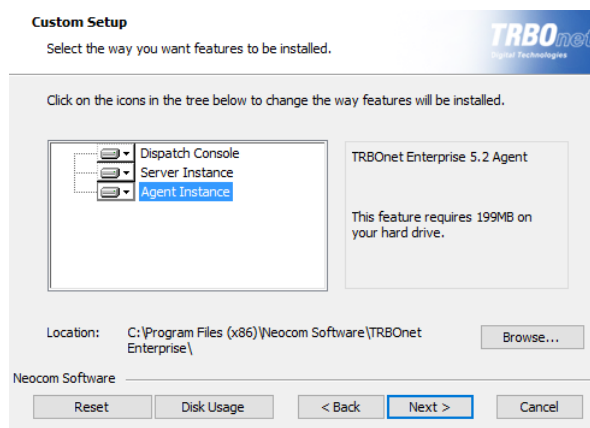 Custom Setup
Select the way you want features to be installed.
TRBOnet
Digital Technologies
Click on the icons in the tree below to change the way features will be installed.
Dispatch Console
Server Instance
Agent Instance
TRBOnet Enterprise 5.2 Agent
This feature requires 199MB on
your hard drive.
Location:
C:\Program Files (x86)\Neocom Software\TRBOnet
Enterprise\
Browse...
Neocom Software
Reset
Disk Usage
< Back
Next >
Cancel